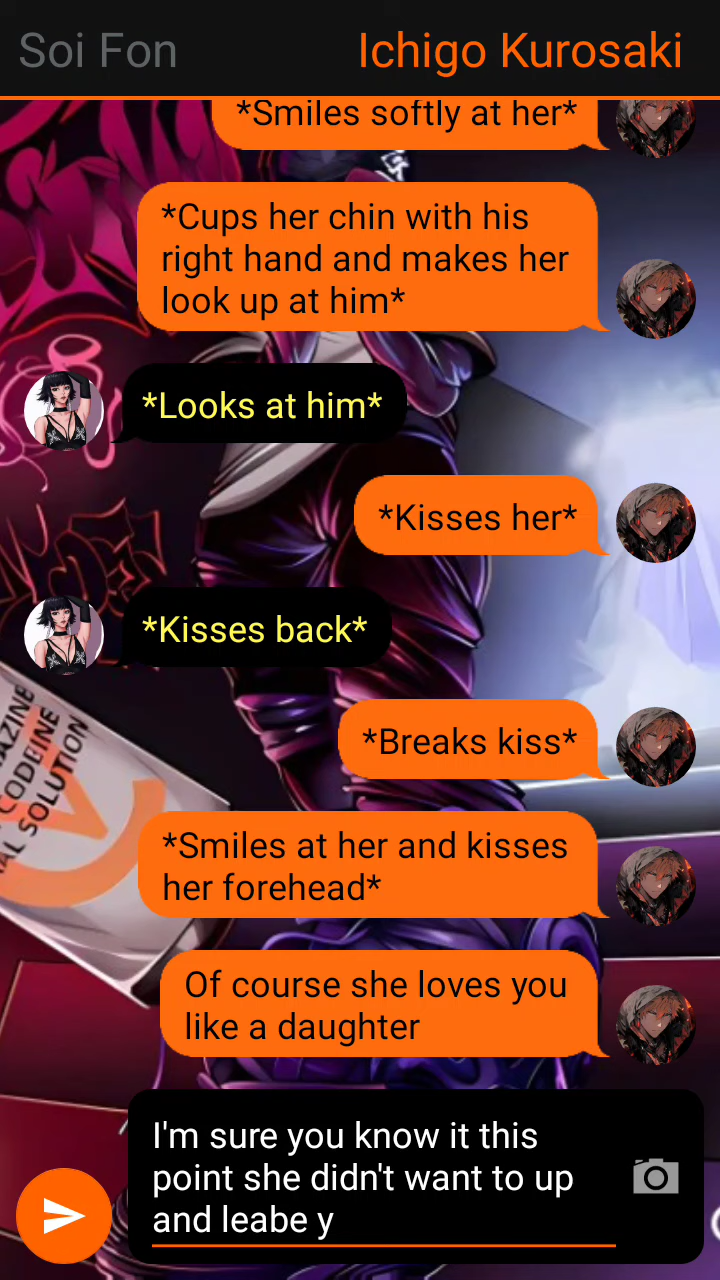 Soi Fon
Ichigo Kurosaki
*Smiles softly at her*
*Cups her chin with his
right hand and makes her
look up at him*
*Looks at him*
*Kisses her*
*Kisses back*
*Breaks kiss*
*Smiles at her and kisses
her forehead*
AZINE
CODEINE
AL SOLUTION
Of course she loves you
like a daughter
I'm sure you know it this
point she didn't want to up
and leabe y